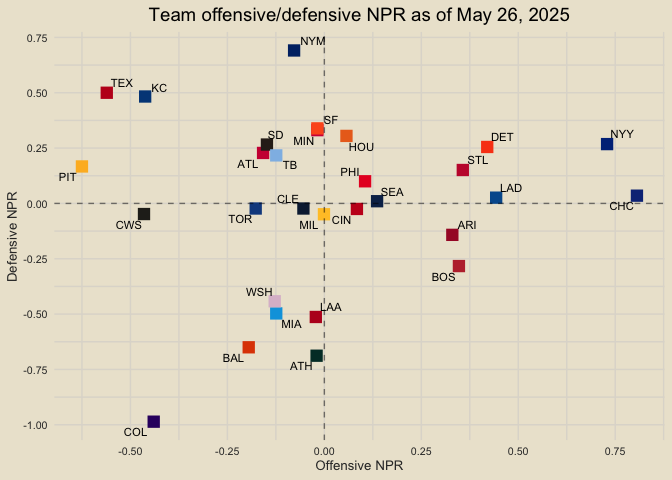 Team offensive/defensive NPR as of May 26, 2025
0.75
NYM
0.50
TEX
KC
SF
SD
MIN
HOU
DET
NYY
0.25
ATL
TB
STL
PIT
PHI
SEA
LAD
CHC
0.00
CLE
TOR
MIL
CIN
CWS
ARI
Defensive NPR
-0.25
BOS
WSH
LAA
-0.50
MIA
BAL
ATH
-0.75
COL
-1.00
-0.50
-0.25
0.00
0.25
0.50
0.75
Offensive NPR